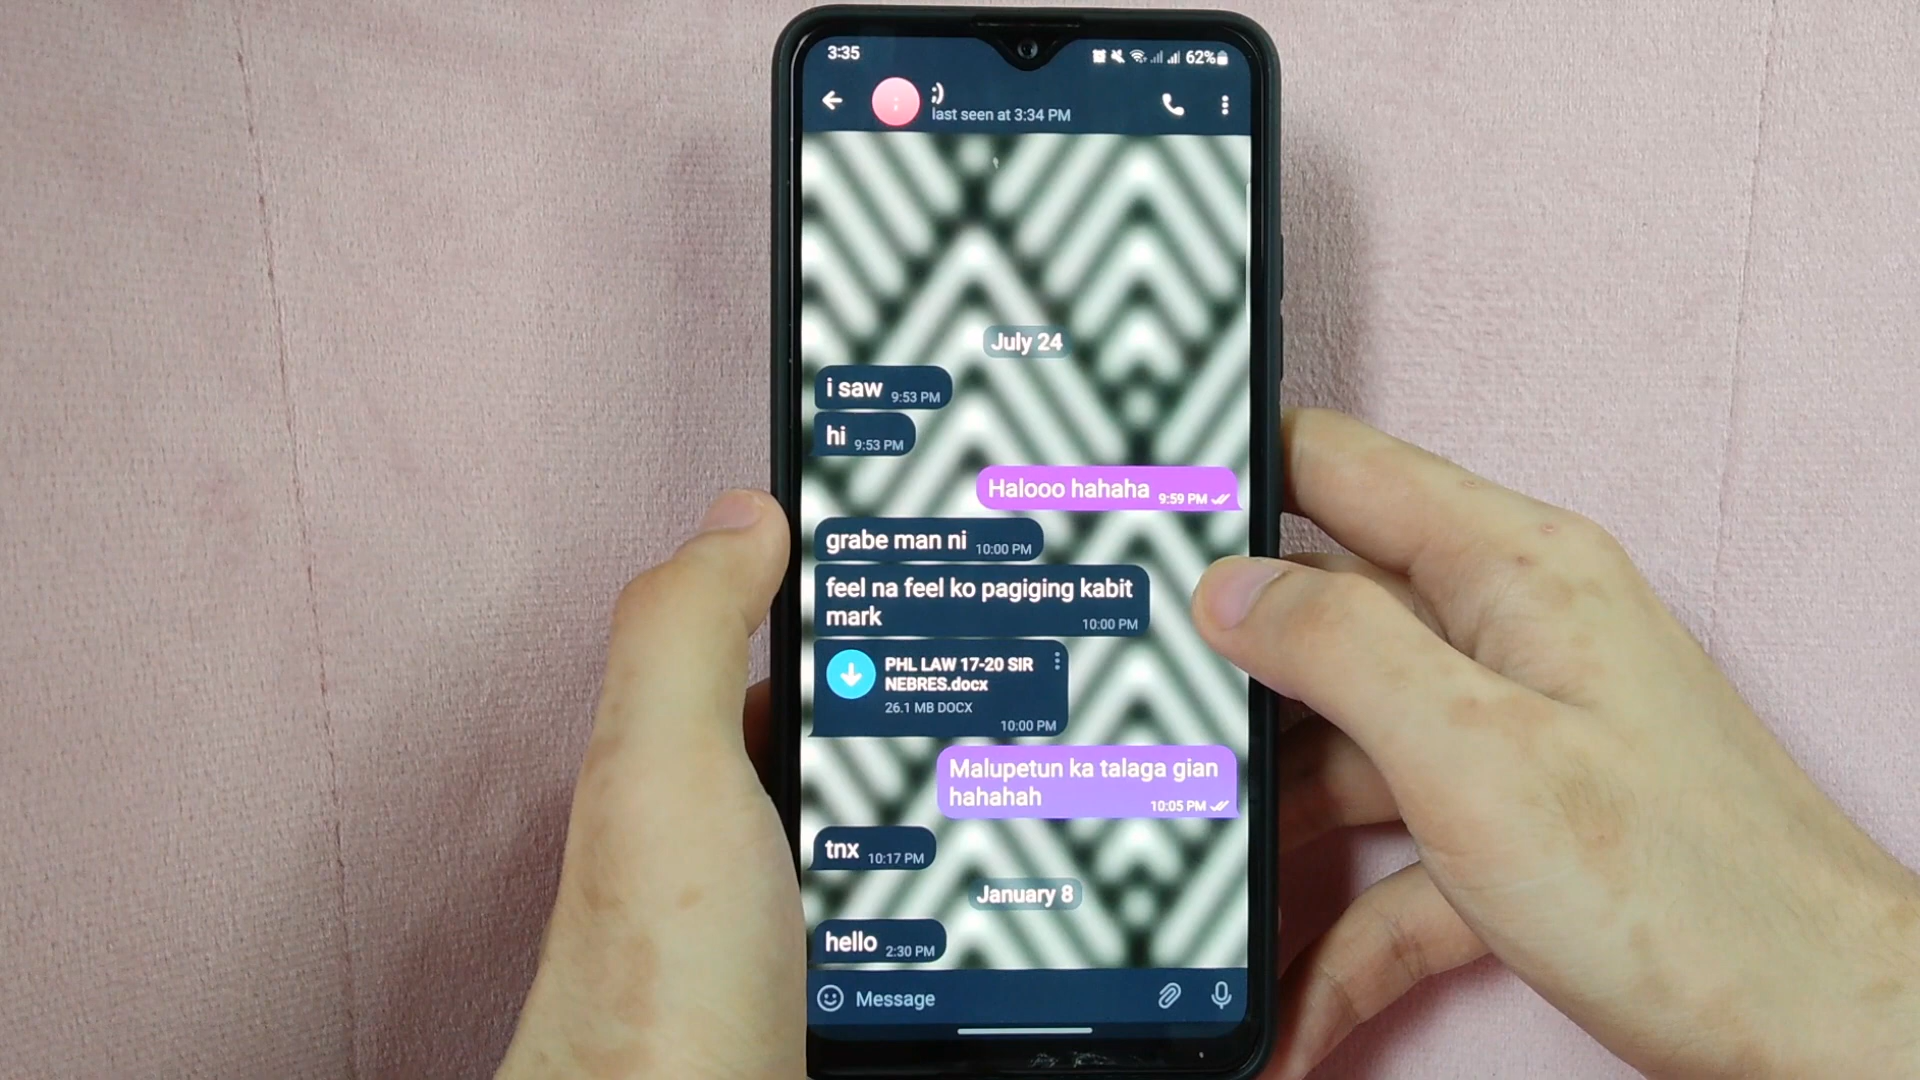 3:35
62%
;)
last seen at 3:34 PM
July 24
i saw 9:53 PM
hi 9:53 PM
Halooo hahaha 9:59 PM
grabe man ni 10:00 PM
feel na feel ko pagiging kabit
mark 10:00 PM
PHL LAW 17-20 SIR
NEBRES.docx
26.1 MB DOCX
10:00 PM
Malupetun ka talaga gian
hahahah 10:05 PM
tnx 10:17 PM
January 8
hello 2:30 PM
Message